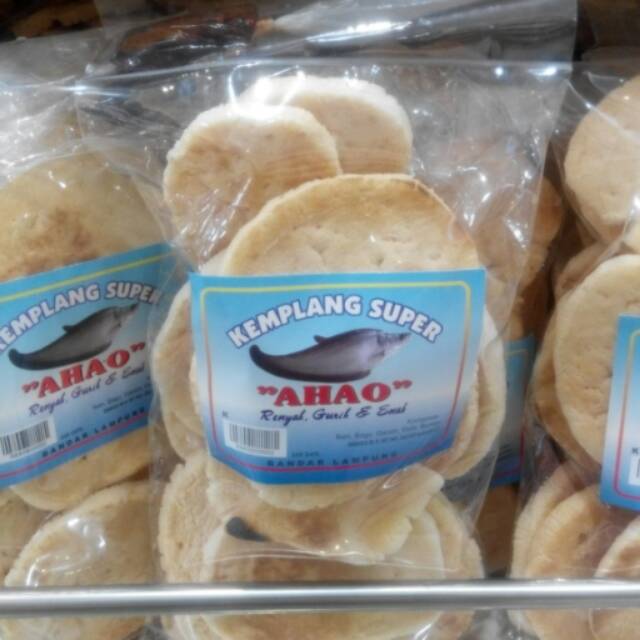 KEMPLANG SUPER
"AHAO"
Renyah, Gurih & Enak
BANDAR LAMPUNG
KEMPLANG SUPER
"AHAO"
Renyah, Gurih & Enak
BANDAR LAMPUNG